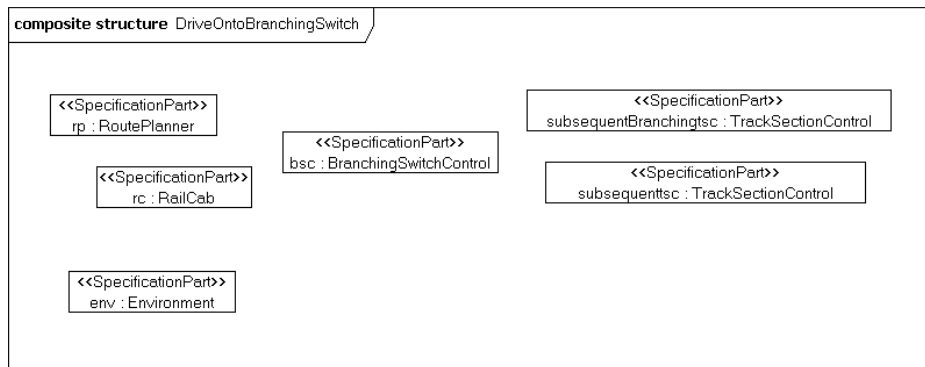 composite structure DriveOntoBranchingSwitch
<<SpecificationPart>>
rp : RoutePlanner
<<SpecificationPart>>
rc : RailCab
<<SpecificationPart>>
env : Environment
<<SpecificationPart>>
bsc : BranchingSwitchControl
<<SpecificationPart>>
subsequentBranchingtsc : TrackSectionControl
<<SpecificationPart>>
subsequenttsc : TrackSectionControl